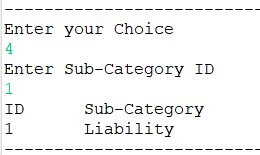 --------------------------
Enter your Choice
4
Enter Sub-Category ID
1
ID      Sub-Category
1       Liability
--------------------------